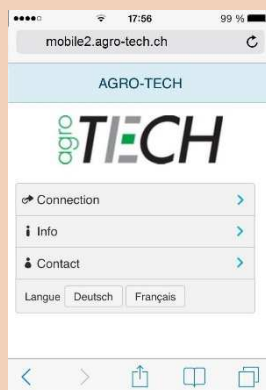 17:56 99 %
mobile2.agro-tech.ch
AGRO-TECH
agro TECH
Connection
Info
Contact
Langue Deutsch Français